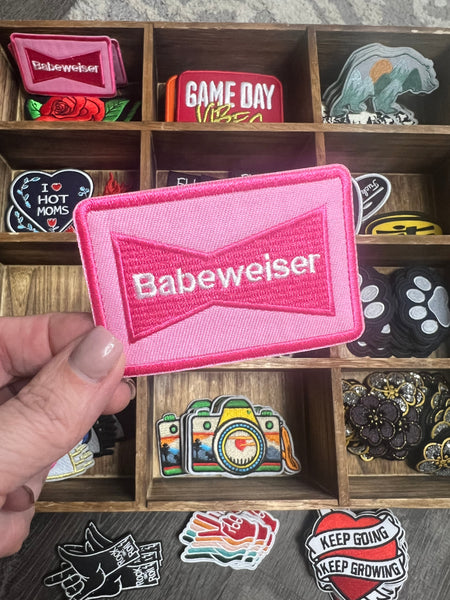 Babeweiser
GAME DAY
VIBES
I ❤ HOT
MOMS
Babeweiser
KEEP GOING
KEEP GROWING